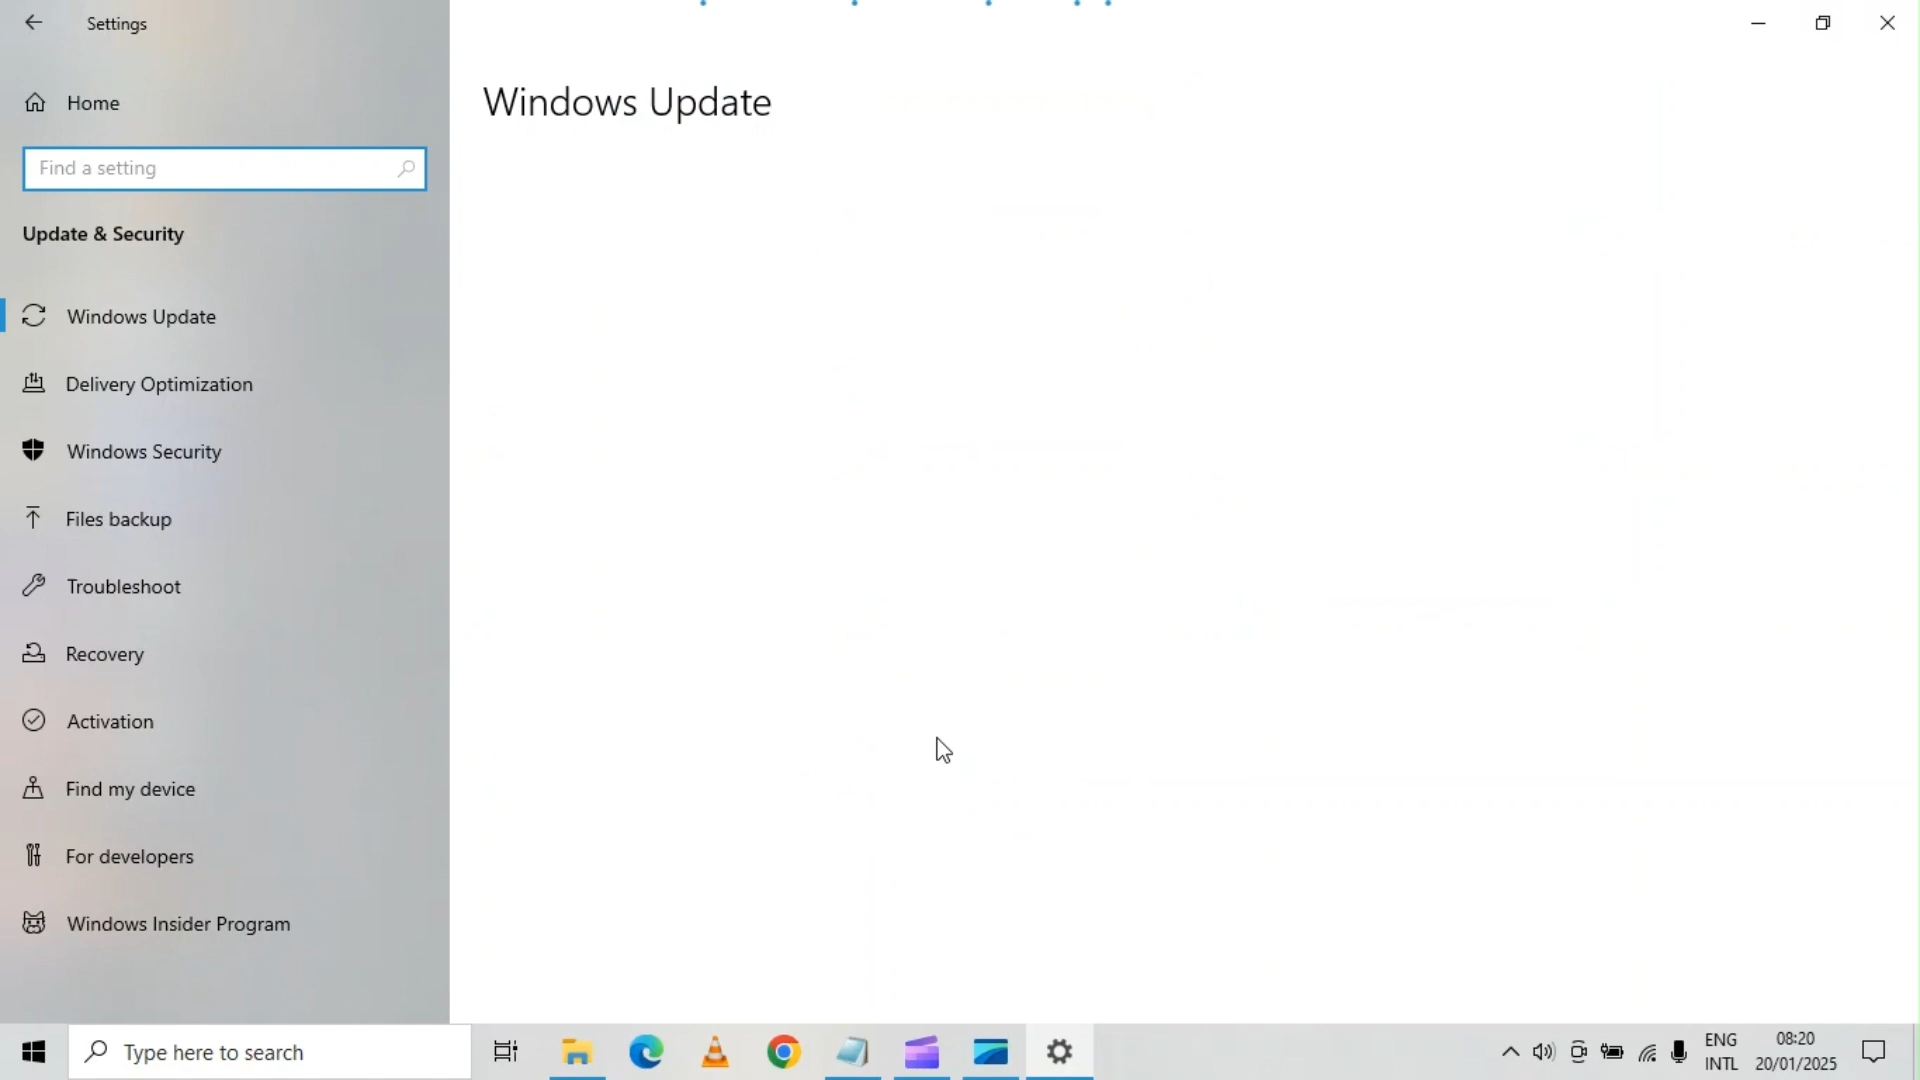 Settings
Home
Find a setting
Update & Security
Windows Update
Delivery Optimization
Windows Security
Files backup
Troubleshoot
Recovery
Activation
Find my device
For developers
Windows Insider Program
Windows Update
Type here to search
ENG
INTL
08:20
20/01/2025